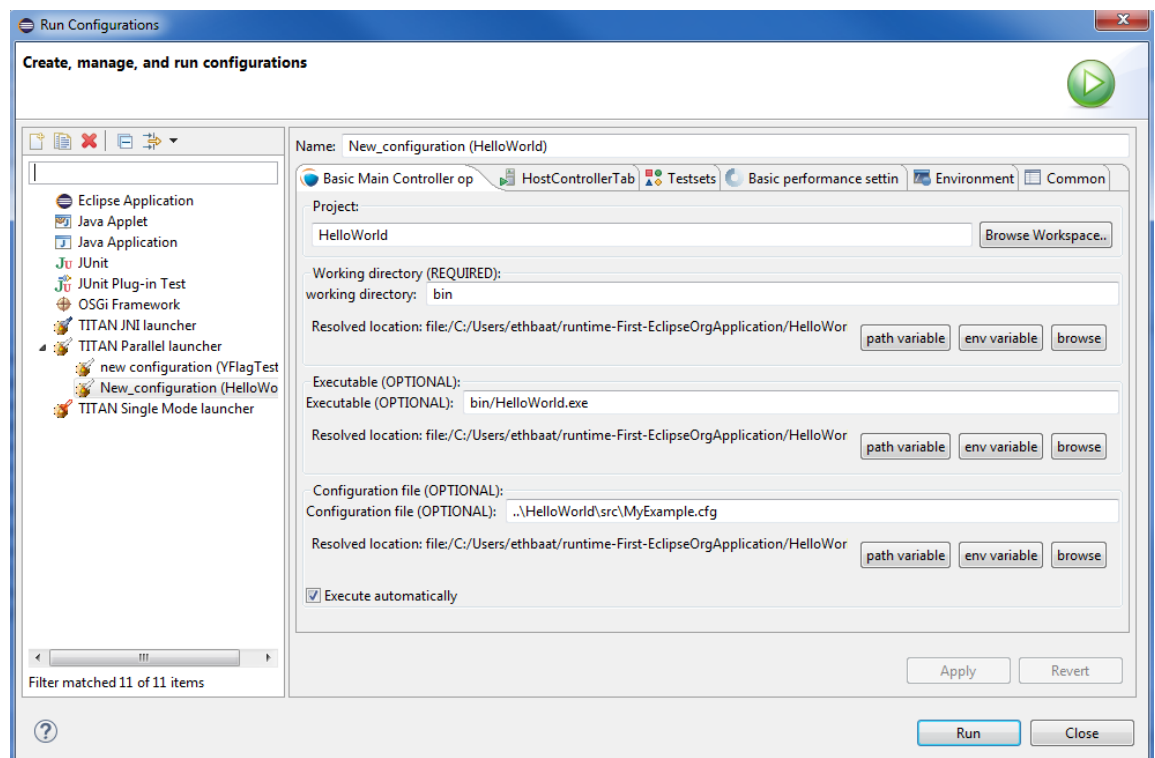 Run Configurations
Create, manage, and run configurations
Name: New_configuration (HelloWorld)
Basic Main Controller op HostControllerTab Testsets Basic performance settin Environment Common
Eclipse Application
Java Applet
Java Application
JUnit
JUnit Plug-in Test
OSGi Framework
TITAN JNI launcher
TITAN Parallel launcher
new configuration (YFlagTest
New_configuration (HelloWo
TITAN Single Mode launcher
Filter matched 11 of 11 items
Project:
HelloWorld Browse Workspace..
Working directory (REQUIRED):
working directory: bin
Resolved location: file:/C:/Users/ethbaat/runtime-First-EclipseOrgApplication/HelloWor
path variable env variable browse
Executable (OPTIONAL):
Executable (OPTIONAL): bin/HelloWorld.exe
Resolved location: file:/C:/Users/ethbaat/runtime-First-EclipseOrgApplication/HelloWor
path variable env variable browse
Configuration file (OPTIONAL):
Configuration file (OPTIONAL): ..\HelloWorld\src\MyExample.cfg
Resolved location: file:/C:/Users/ethbaat/runtime-First-EclipseOrgApplication/HelloWor
path variable env variable browse
Execute automatically
Apply Revert
Run Close